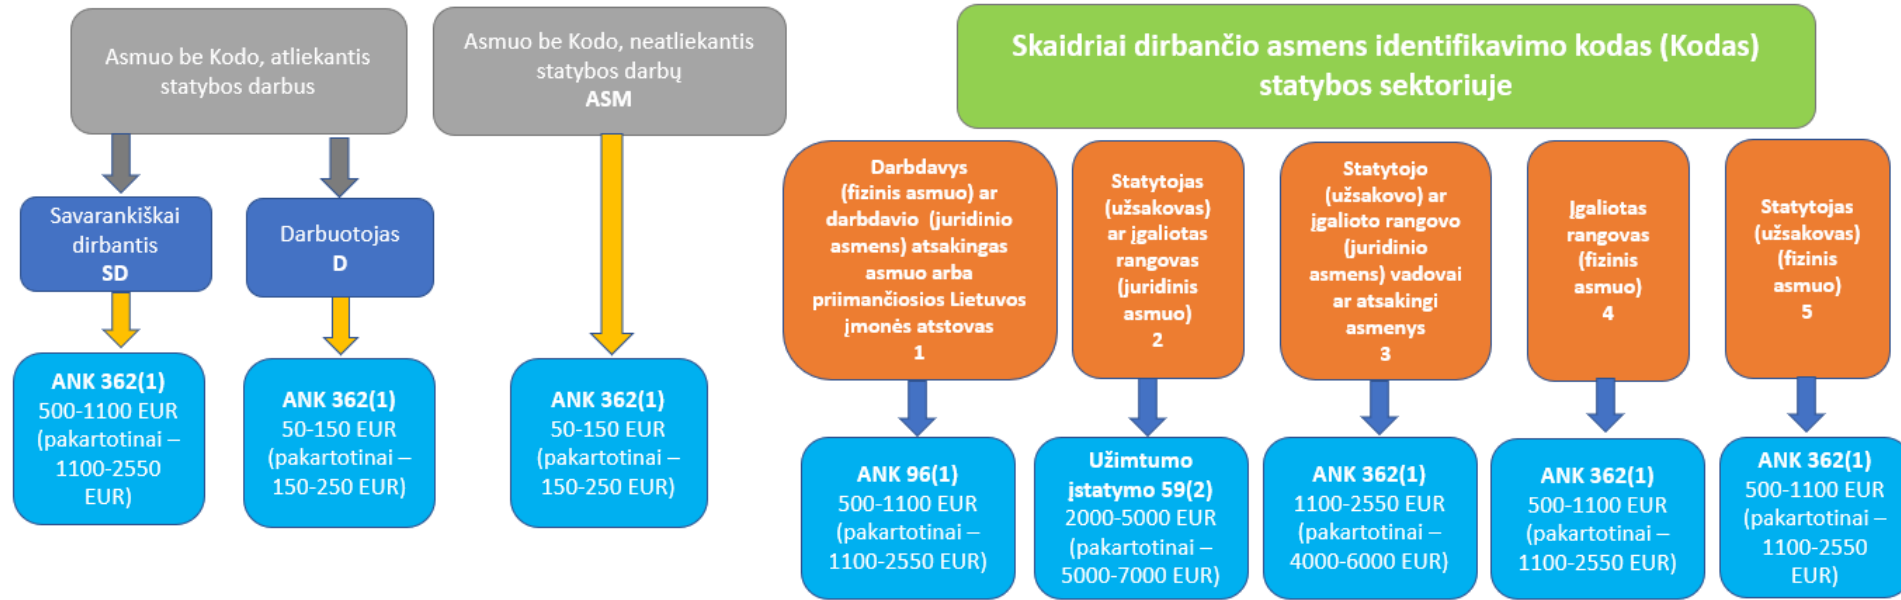 Asmuo be Kodo, atliekantis
statybos darbus
Asmuo be Kodo, neatliekantis
statybos darbų
ASM
Skaidriai dirbančio asmens identifikavimo kodas (Kodas)
statybos sektoriuje
Savarankiškai
dirbantis
SD
Darbuotojas
D
Darbdavys
(fizinis asmuo) ar
darbdavio (juridinio
asmens) atsakingas
asmuo arba
priimančiosios Lietuvos
įmonės atstovas
1
Statytojas
(užsakovas)
ar įgaliotas
rangovas
(juridinis
asmuo)
2
Statytojo
(užsakovo) ar
įgalioto rangovo
(juridinio
asmens) vadovai
ar atsakingi
asmenys
3
Įgaliotas
rangovas
(fizinis
asmuo)
4
Statytojas
(užsakovas)
(fizinis
asmuo)
5
ANK 362(1)
500-1100 EUR
(pakartotinai –
1100-2550
EUR)
ANK 362(1)
50-150 EUR
(pakartotinai –
150-250 EUR)
ANK 362(1)
50-150 EUR
(pakartotinai –
150-250 EUR)
ANK 96(1)
500-1100 EUR
(pakartotinai –
1100-2550 EUR)
Užimtumo
įstatymo 59(2)
2000-5000 EUR
(pakartotinai –
5000-7000 EUR)
ANK 362(1)
1100-2550 EUR
(pakartotinai –
4000-6000 EUR)
ANK 362(1)
500-1100 EUR
(pakartotinai –
1100-2550 EUR)
ANK 362(1)
500-1100 EUR
(pakartotinai –
1100-2550
EUR)